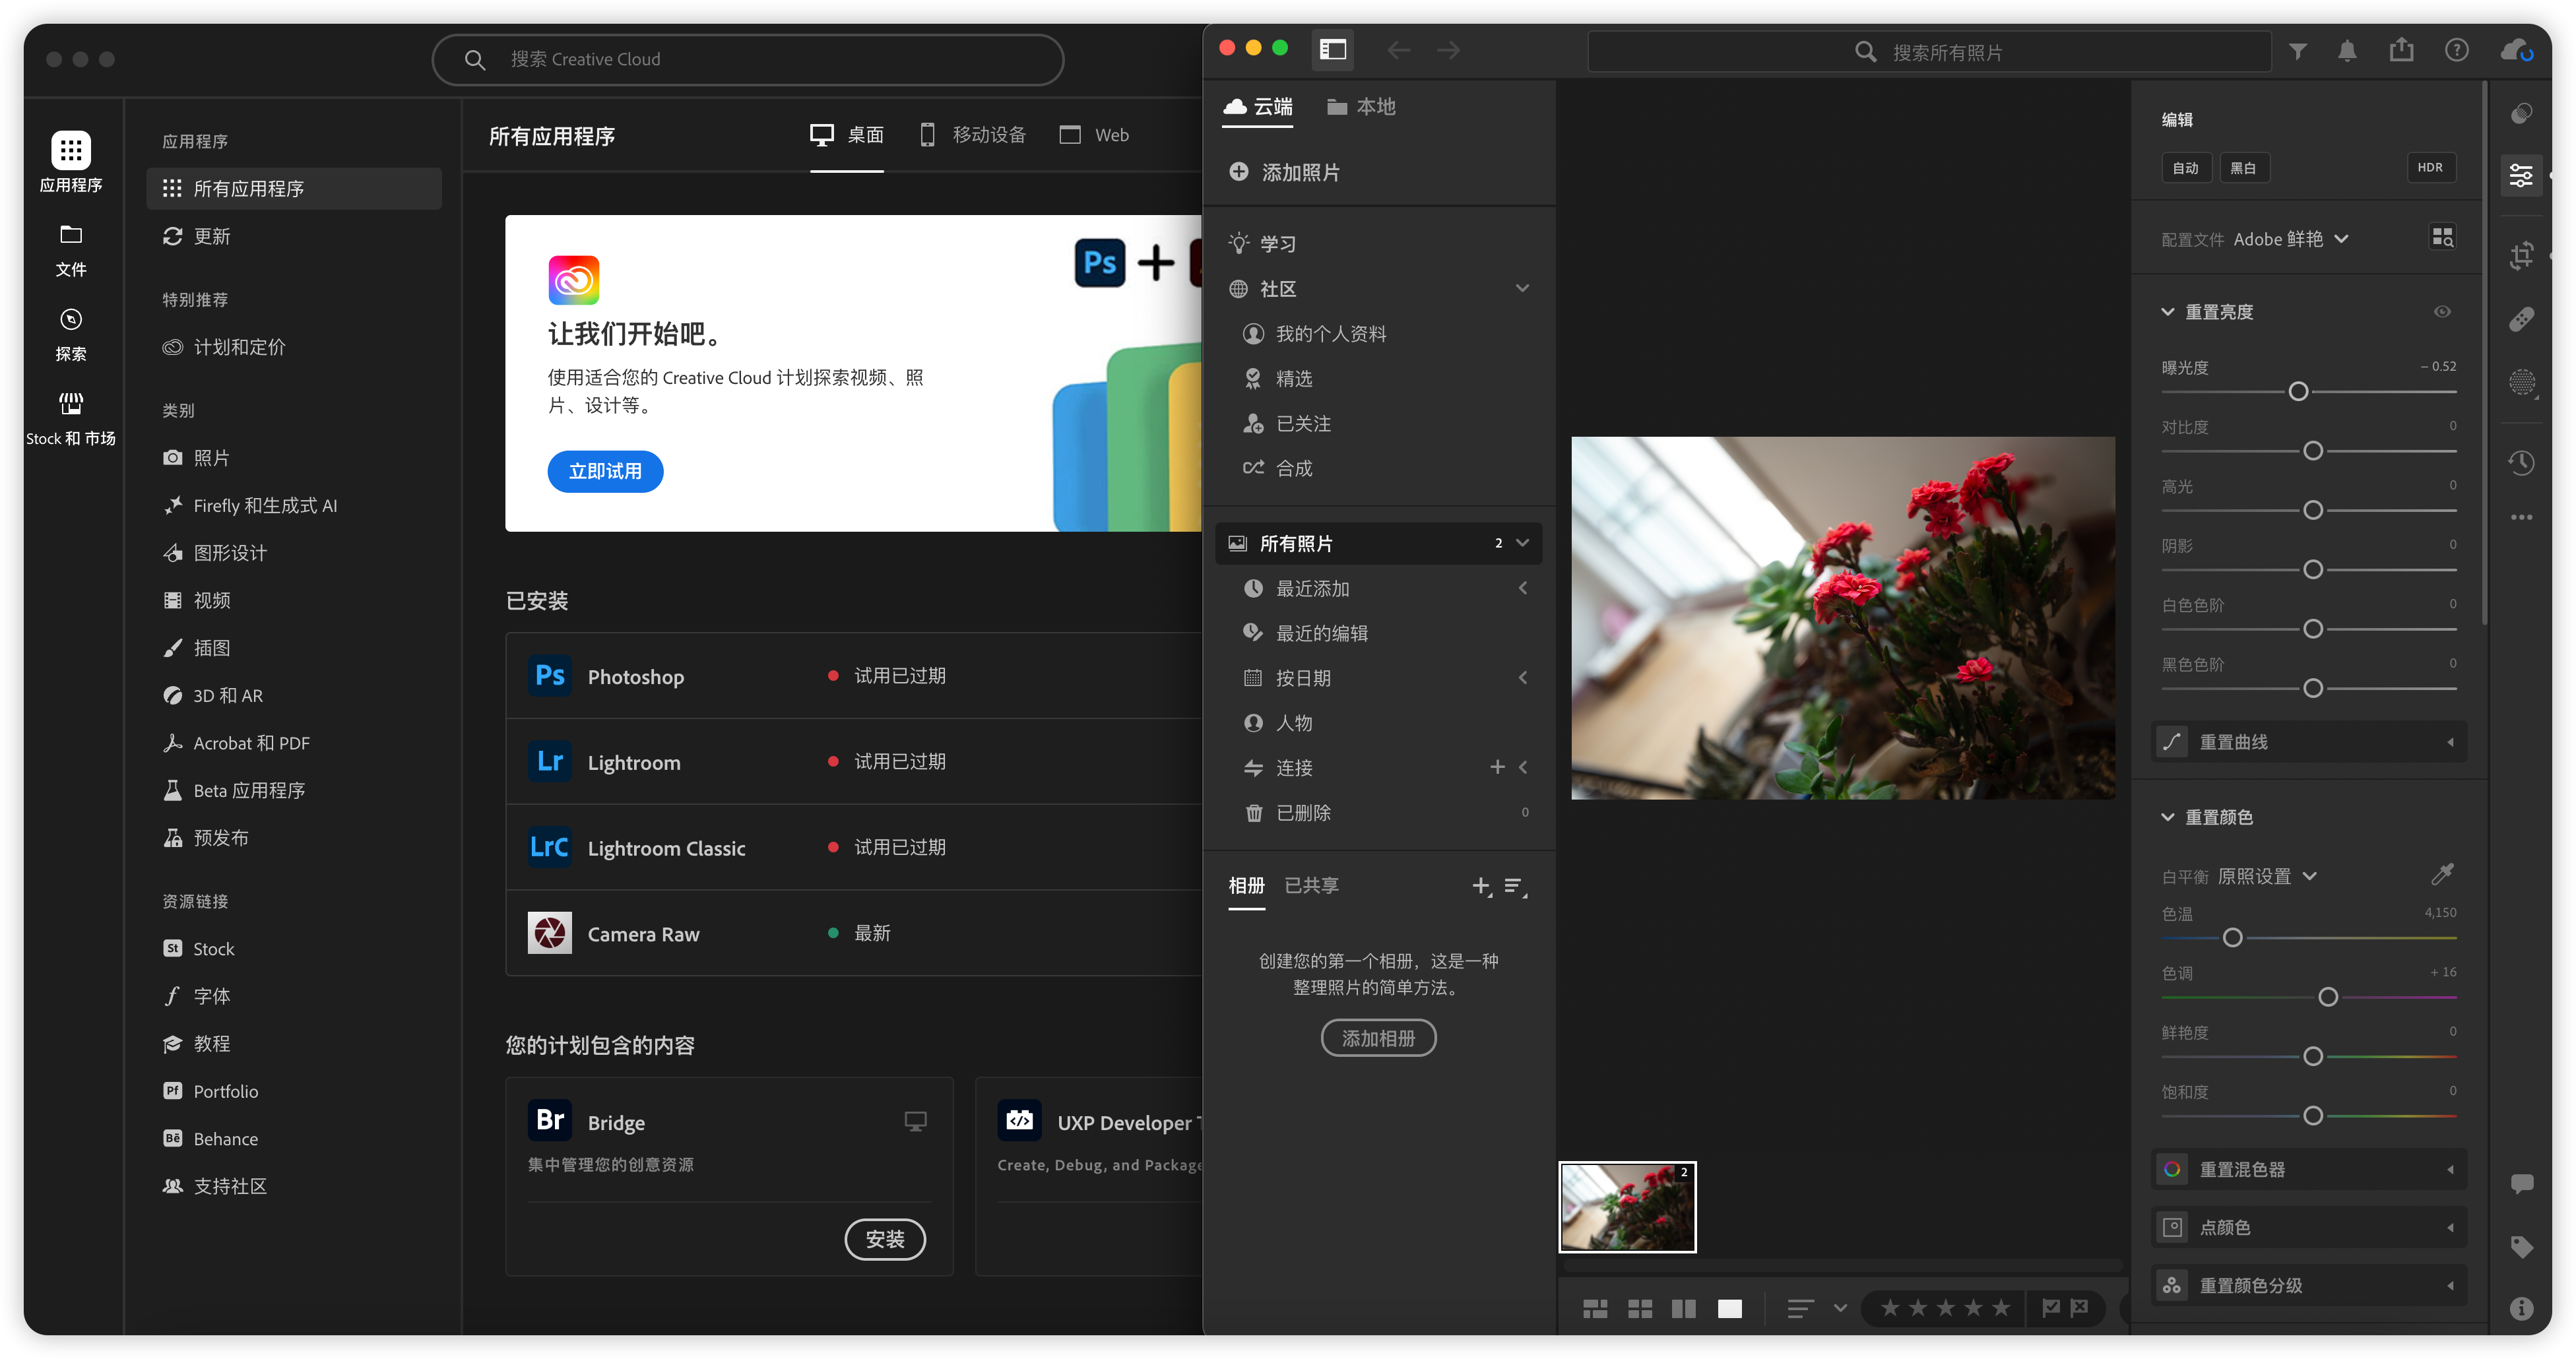 搜索 Creative Cloud
应用程序
文件
探索
Stock 和 市场
应用程序
所有应用程序
更新
特别推荐
计划和定价
类别
照片
Firefly 和生成式 AI
图形设计
视频
插图
3D 和 AR
Acrobat 和 PDF
Beta 应用程序
预发布
资源链接
St Stock
字体
教程
Pf Portfolio
Bē Behance
支持社区
所有应用程序
桌面
移动设备
Web
让我们开始吧。
使用适合您的 Creative Cloud 计划探索视频、照
片、设计等。
立即试用
Ps +
已安装
Ps Photoshop 试用已过期
Lr Lightroom 试用已过期
LrC Lightroom Classic 试用已过期
Camera Raw 最新
您的计划包含的内容
Br Bridge
集中管理您的创意资源
安装
UXP Developer
Create, Debug, and Package
搜索所有照片
云端
本地
添加照片
学习
社区
我的个人资料
精选
已关注
合成
所有照片 2
最近添加
最近的编辑
按日期
人物
连接
已删除 0
相册
已共享
创建您的第一个相册，这是一种
整理照片的简单方法。
添加相册
2
编辑
自动
黑白
HDR
配置文件 Adobe 鲜艳
重置亮度
曝光度 – 0.52
对比度 0
高光 0
阴影 0
白色色阶 0
黑色色阶 0
重置曲线
重置颜色
白平衡 原照设置
色温 4,150
色调 + 16
鲜艳度 0
饱和度 0
重置混色器
点颜色
重置颜色分级